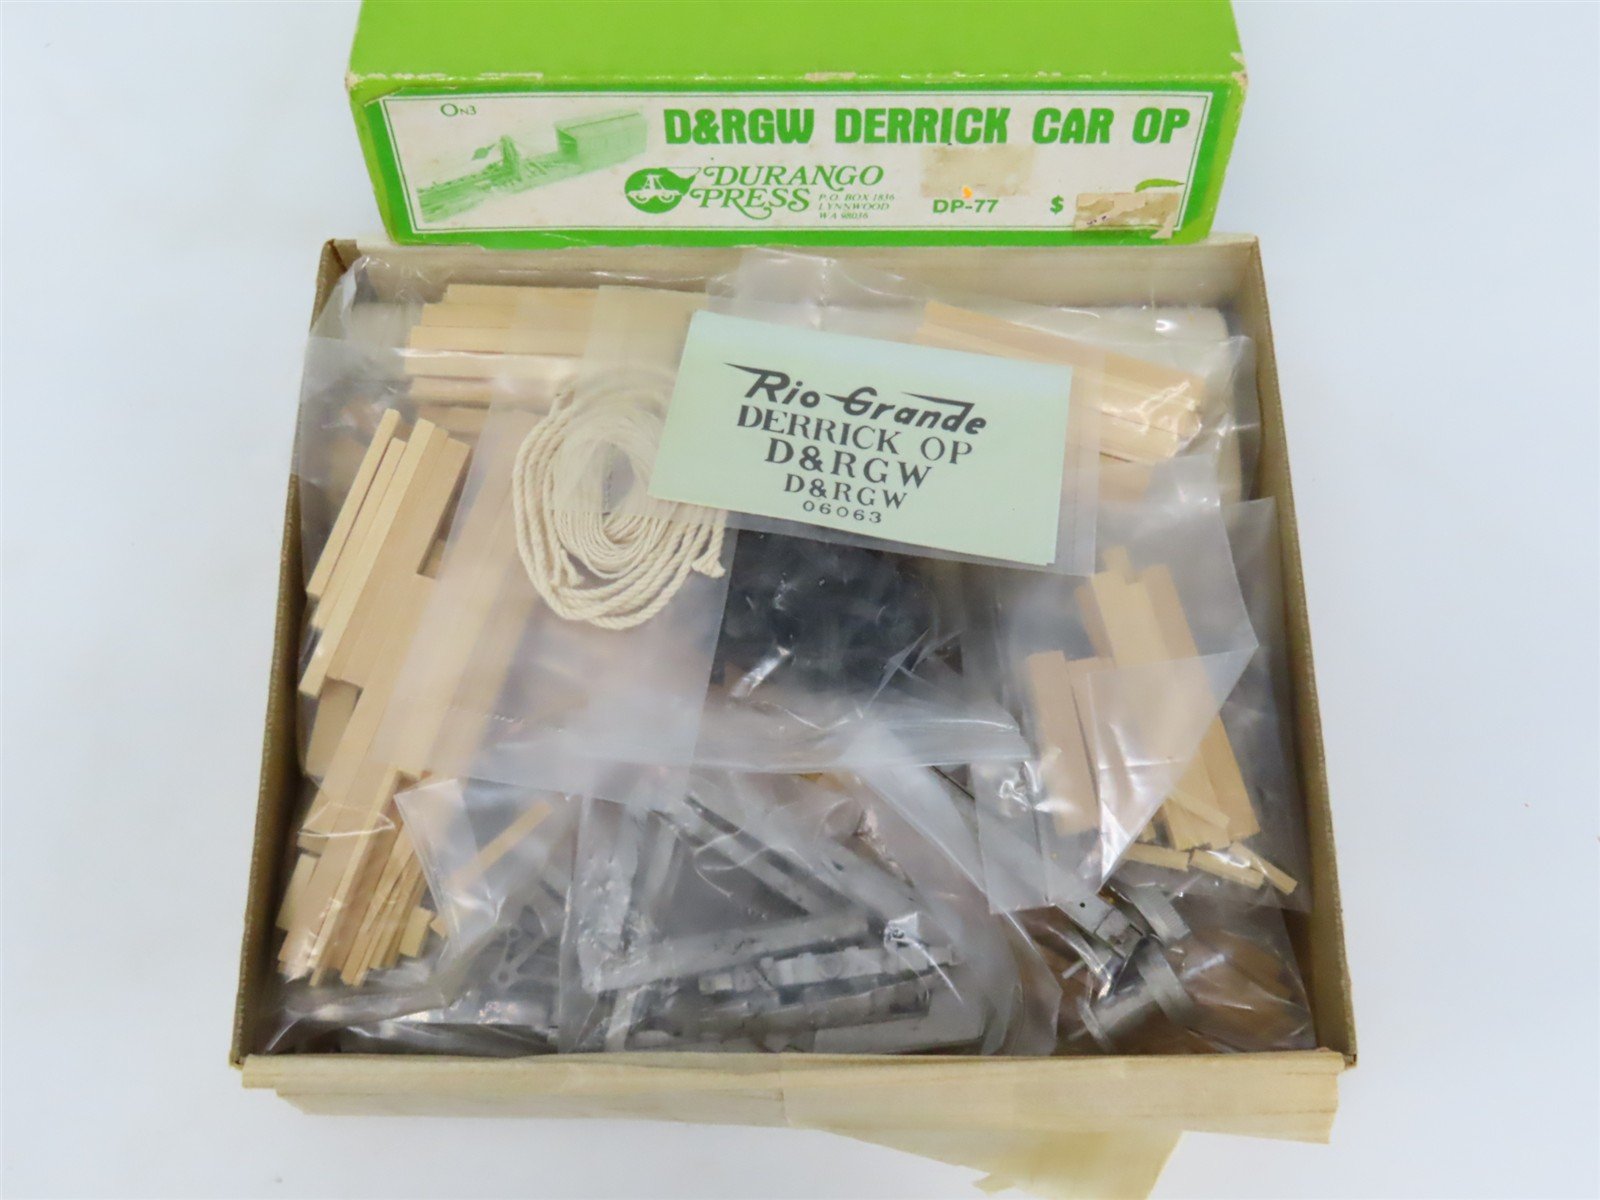 On3
D&RGW DERRICK CAR OP
DURANGO
PRESS
P.O. BOX 1836
LYNNWOOD
WA 98036
DP-77 $
Rio Grande
DERRICK OP
D&RGW
D&RGW
06063